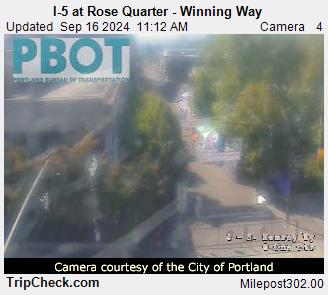 I-5 at Rose Quarter - Winning Way
Updated Sep 16 2024 11:12 AM Camera 4
PBOT
PORTLAND BUREAU OF TRANSPORTATION
Camera courtesy of the City of Portland
TripCheck.com Milepost302.00